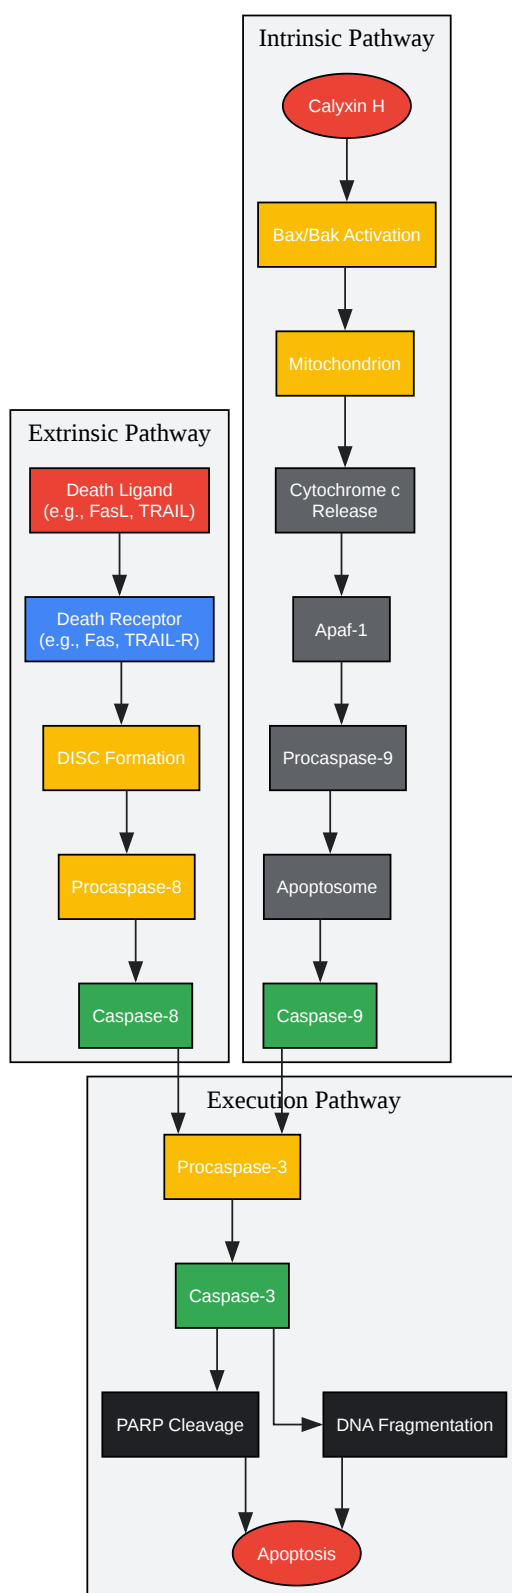 Intrinsic Pathway
Calyxin H
Bax/Bak Activation
Mitochondrion
Cytochrome c
Release
Apaf-1
Procaspase-9
Apoptosome
Caspase-9
Extrinsic Pathway
Death Ligand
(e.g., FasL, TRAIL)
Death Receptor
(e.g., Fas, TRAIL-R)
DISC Formation
Procaspase-8
Caspase-8
Execution Pathway
Procaspase-3
Caspase-3
PARP Cleavage
DNA Fragmentation
Apoptosis